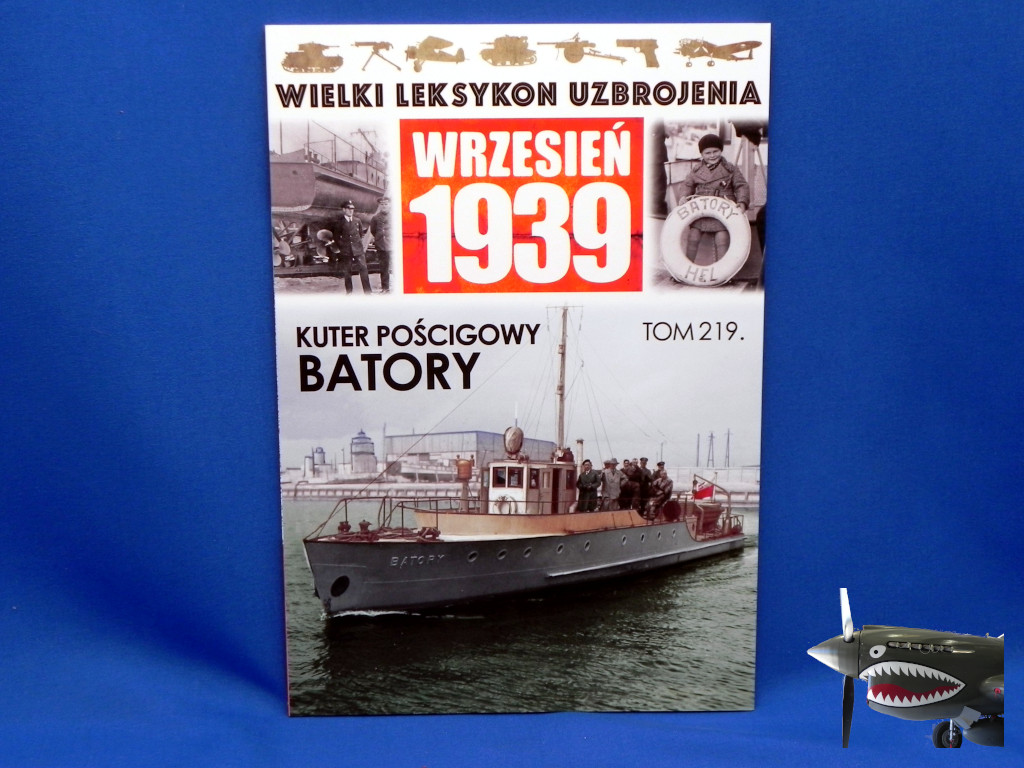 WIELKI LEKSYKON UZBROJENIA
WRZESIEŃ
1939
BATORY
HEL
KUTER POŚCIGOWY
BATORY
TOM 219.
BATORY